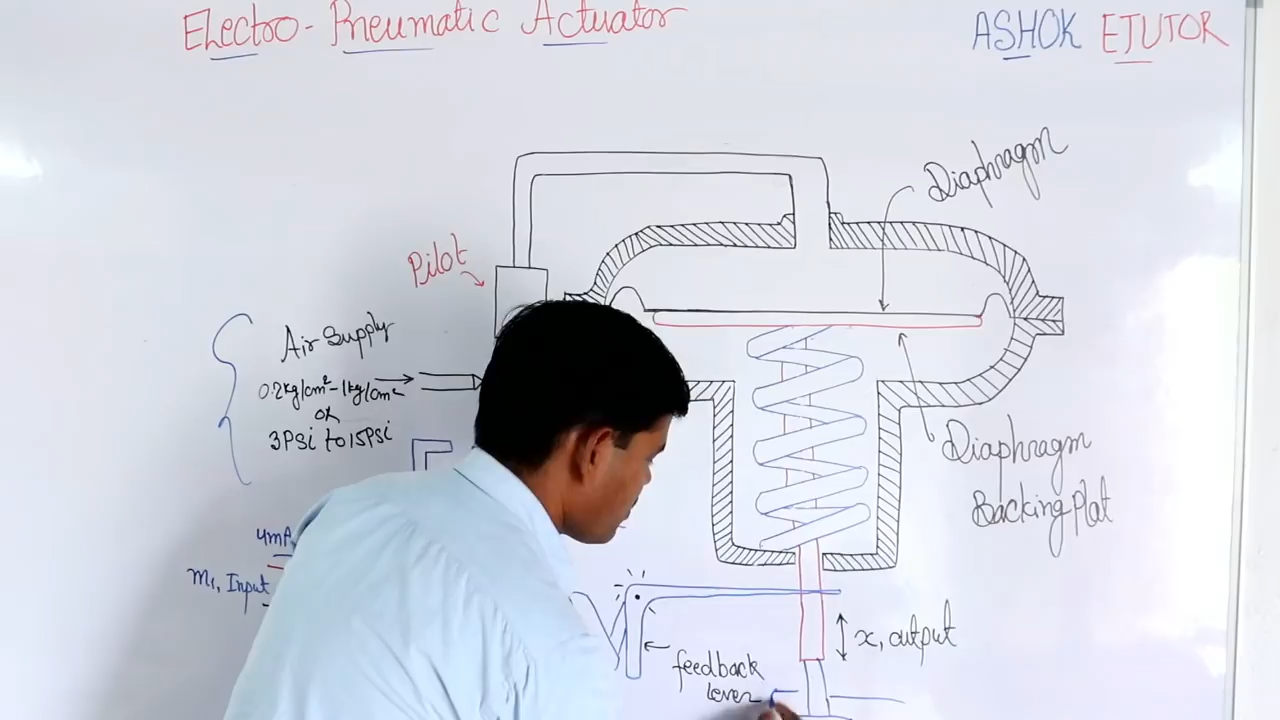 Electro-Pneumatic Actuator
ASHOK EJUTOR
Diaphragm
Pilot
Air Supply
0.2kg/cm²-1kg/cm²
OR
3PSi to 15PSi
Diaphragm
Backing Plat
4mA
m₁, Input
x, output
feedback
lever